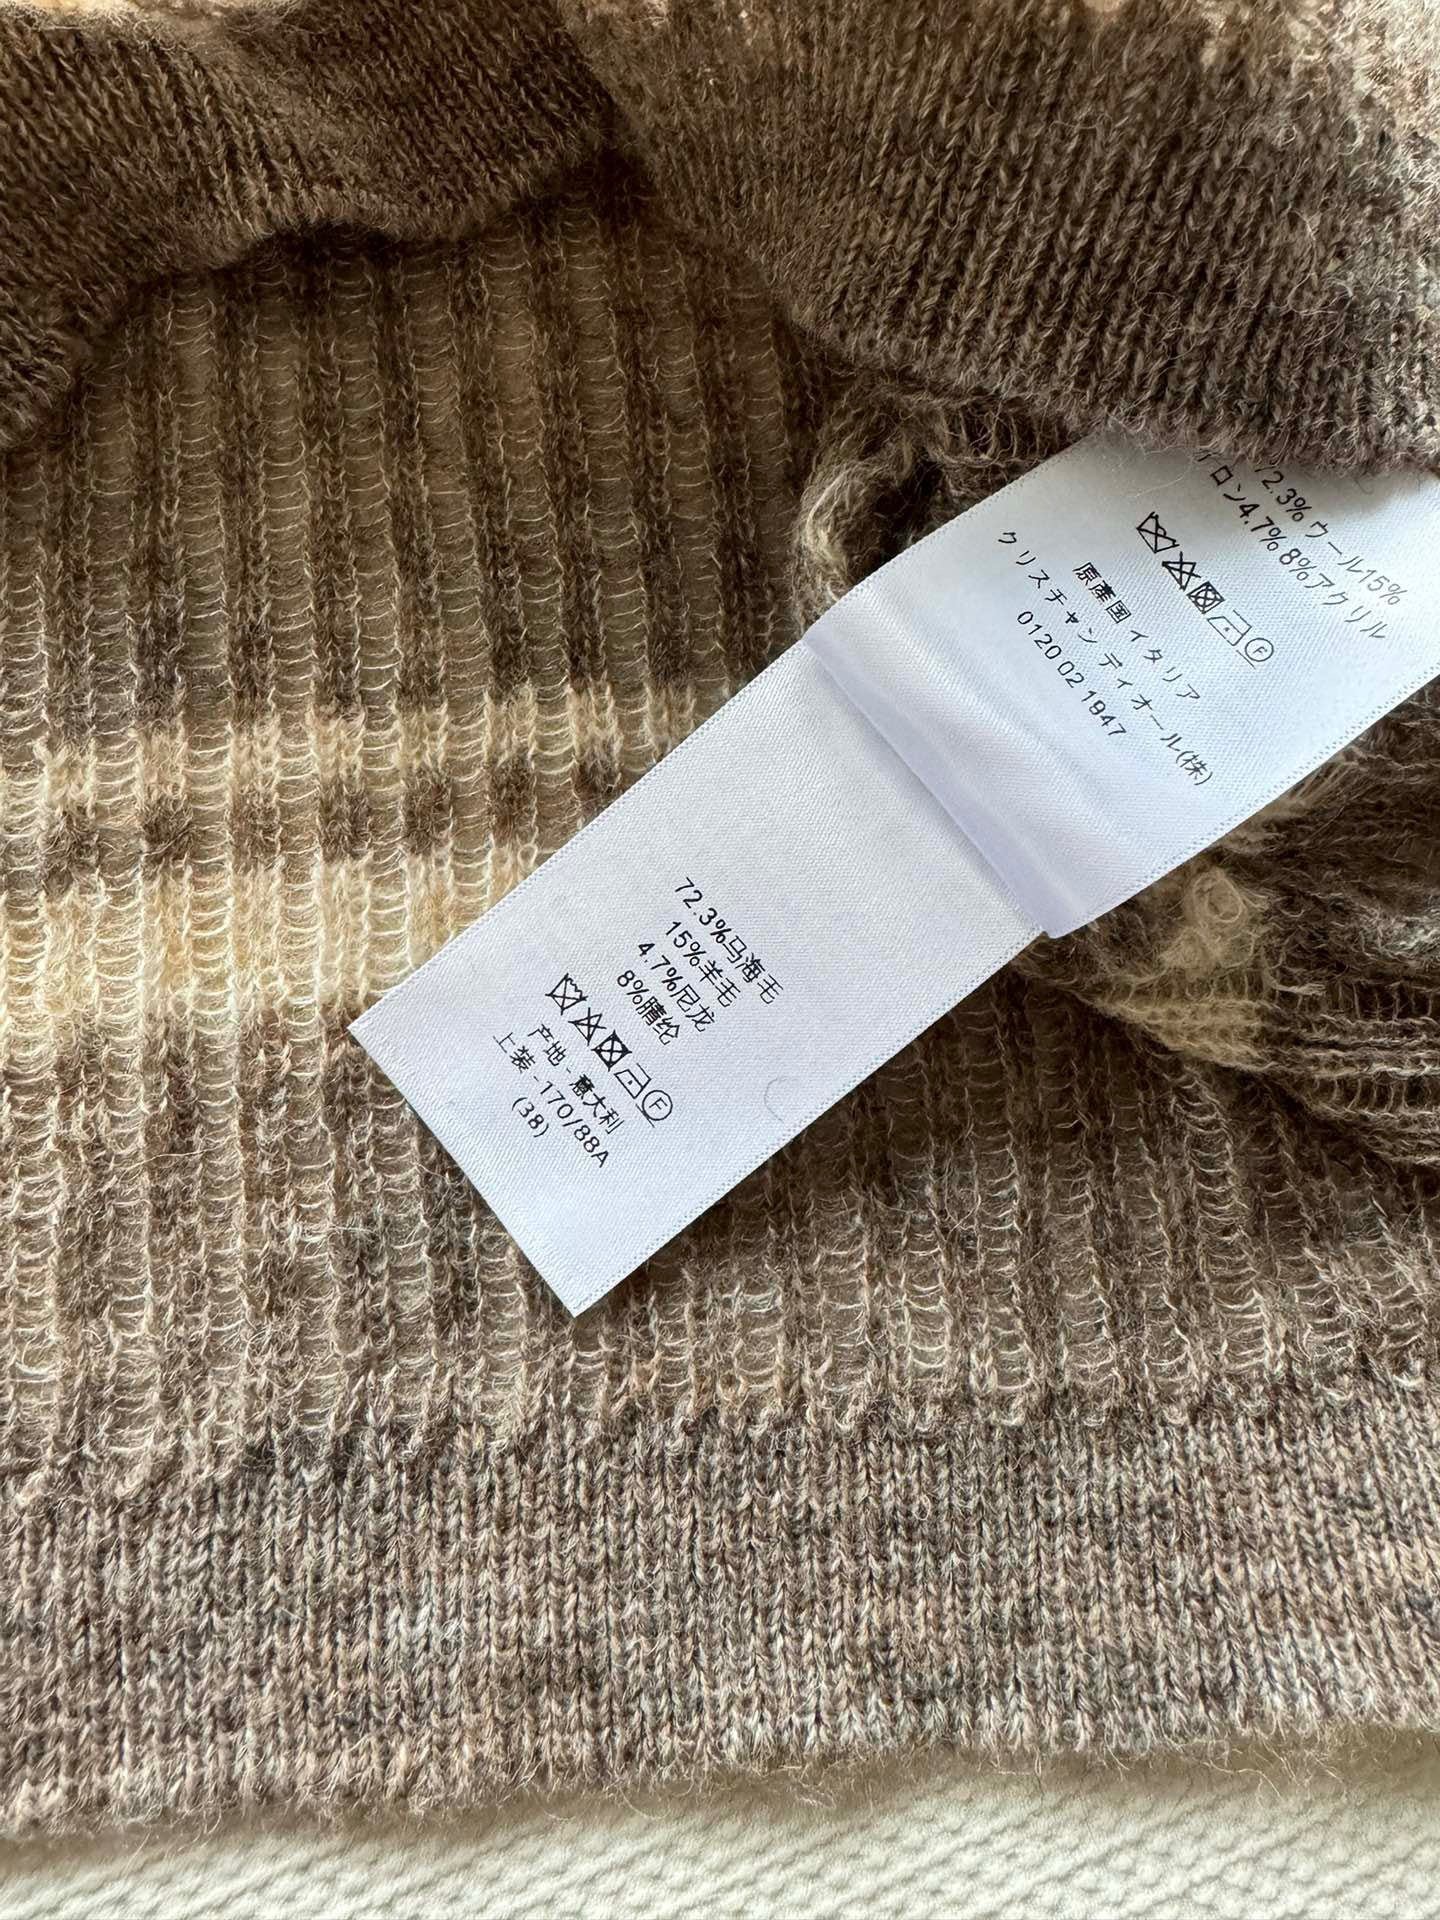 72.3% ウール15%
イロン4.7% 8%アクリル
F
原産国 イタリア
クリスチャン ディオール(株)
0120 02 1947
72.3%马海毛
15%羊毛
4.7%尼龙
8%腈纶
F
产地 - 意大利
上装 - 170/88A
(38)